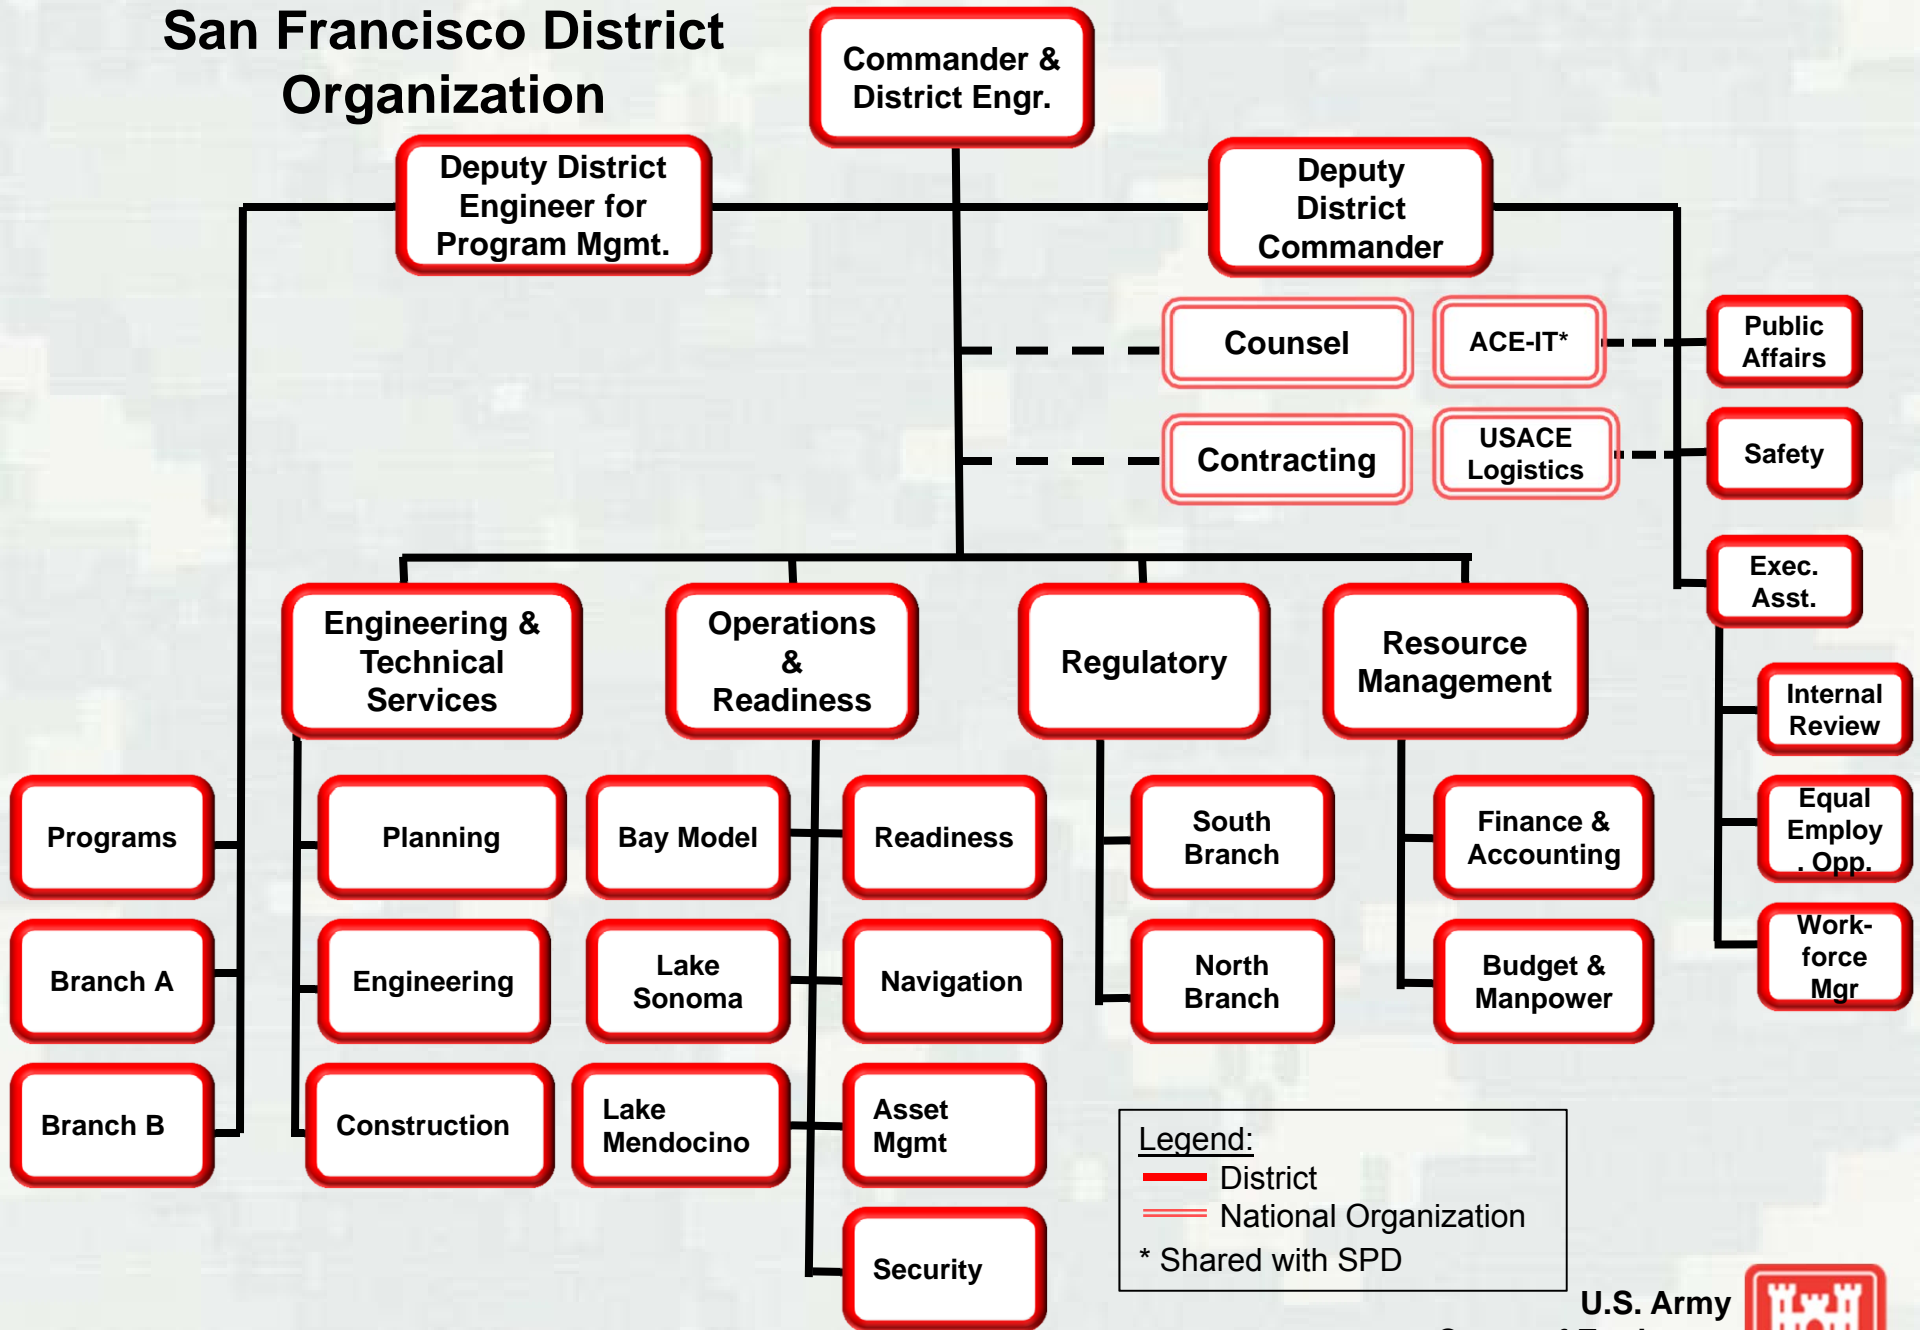 San Francisco District
Organization
Commander &
District Engr.
Deputy District
Engineer for
Program Mgmt.
Deputy
District
Commander
Counsel
ACE-IT*
Public
Affairs
Contracting
USACE
Logistics
Safety
Exec.
Asst.
Engineering &
Technical
Services
Operations
&
Readiness
Regulatory
Resource
Management
Internal
Review
Equal
Employ
. Opp.
Work-
force
Mgr
Programs
Branch A
Branch B
Planning
Engineering
Construction
Bay Model
Lake
Sonoma
Lake
Mendocino
Readiness
Navigation
Asset
Mgmt
Security
South
Branch
North
Branch
Finance &
Accounting
Budget &
Manpower
Legend:
District
National Organization
* Shared with SPD
U.S. Army